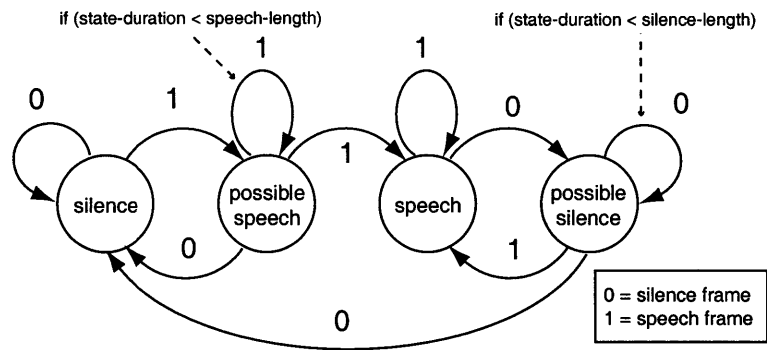 if (state-duration < speech-length)
if (state-duration < silence-length)
1
1
0
1
0
0
1
silence
possible
speech
speech
possible
silence
0
1
0
0 = silence frame
1 = speech frame